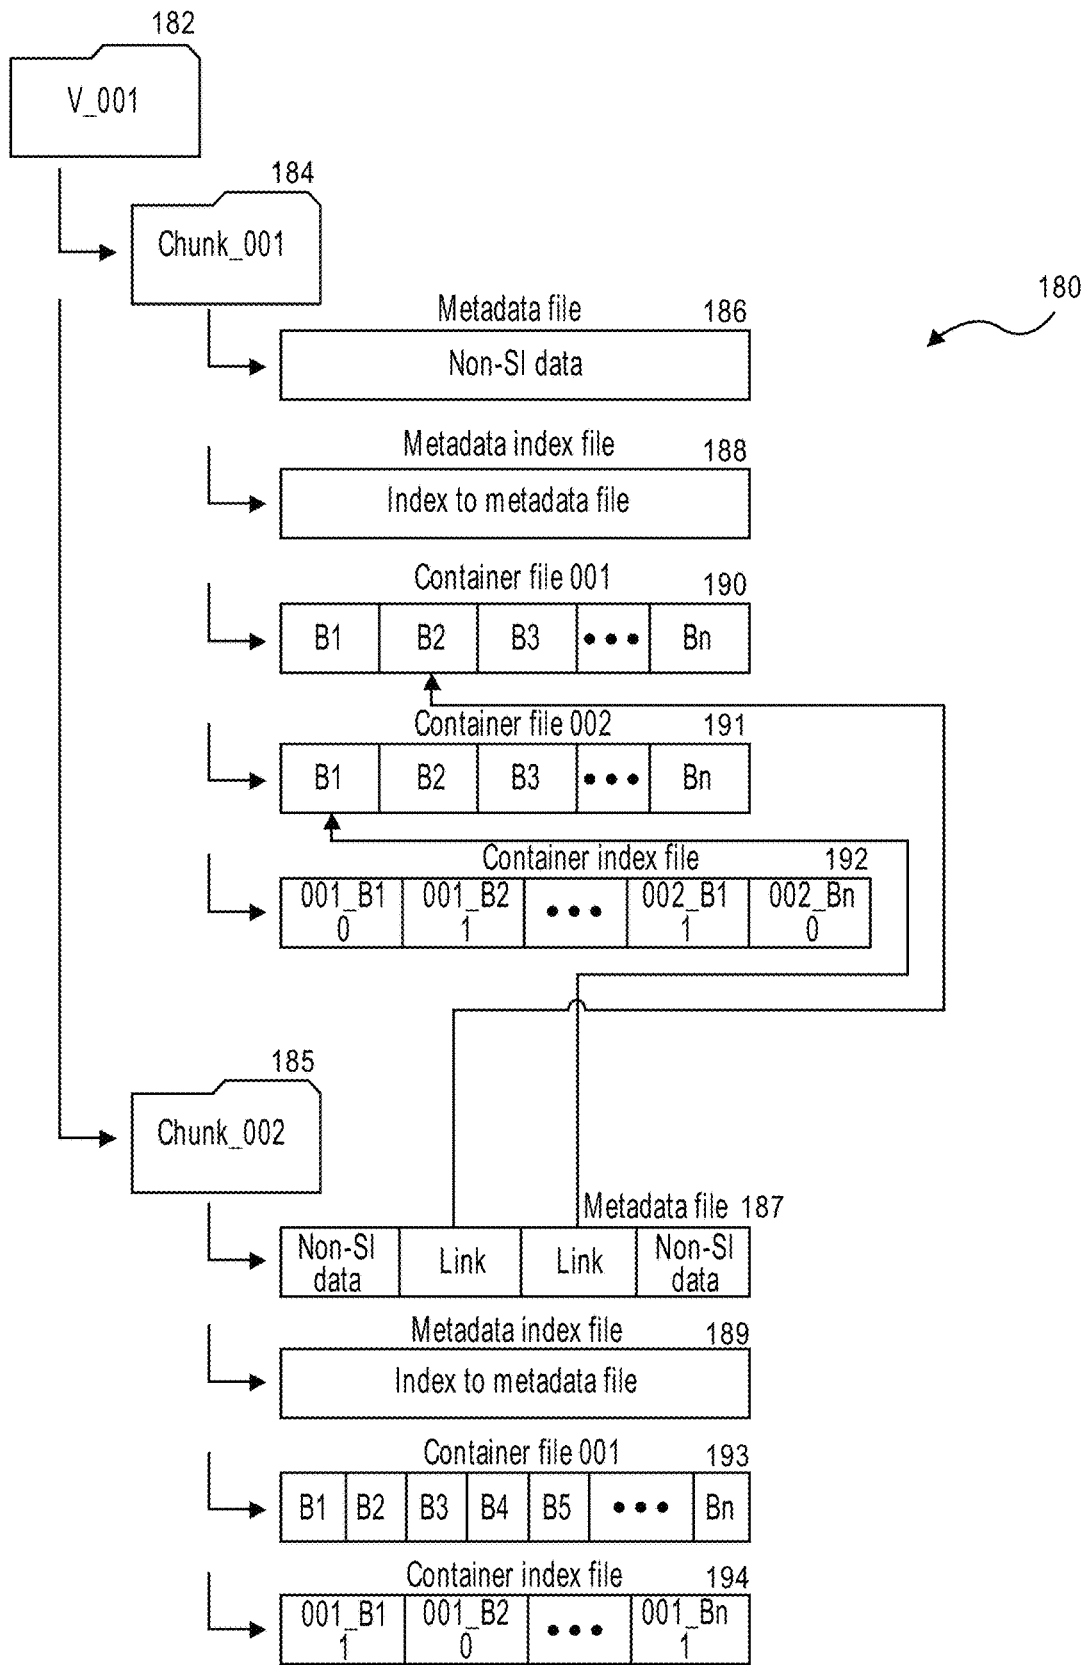 182
V_001
184
Chunk_001
180
Metadata file 186
Non-SI data
Metadata index file 188
Index to metadata file
Container file 001 190
B1 B2 B3 ••• Bn
Container file 002 191
B1 B2 B3 ••• Bn
Container index file 192
001_B1 001_B2 ••• 002_B1 002_Bn
0 1 1 0
185
Chunk_002
Metadata file 187
Non-SI Link Link Non-SI
data data
Metadata index file 189
Index to metadata file
Container file 001 193
B1 B2 B3 B4 B5 ••• Bn
Container index file 194
001_B1 001_B2 ••• 001_Bn
1 0 1